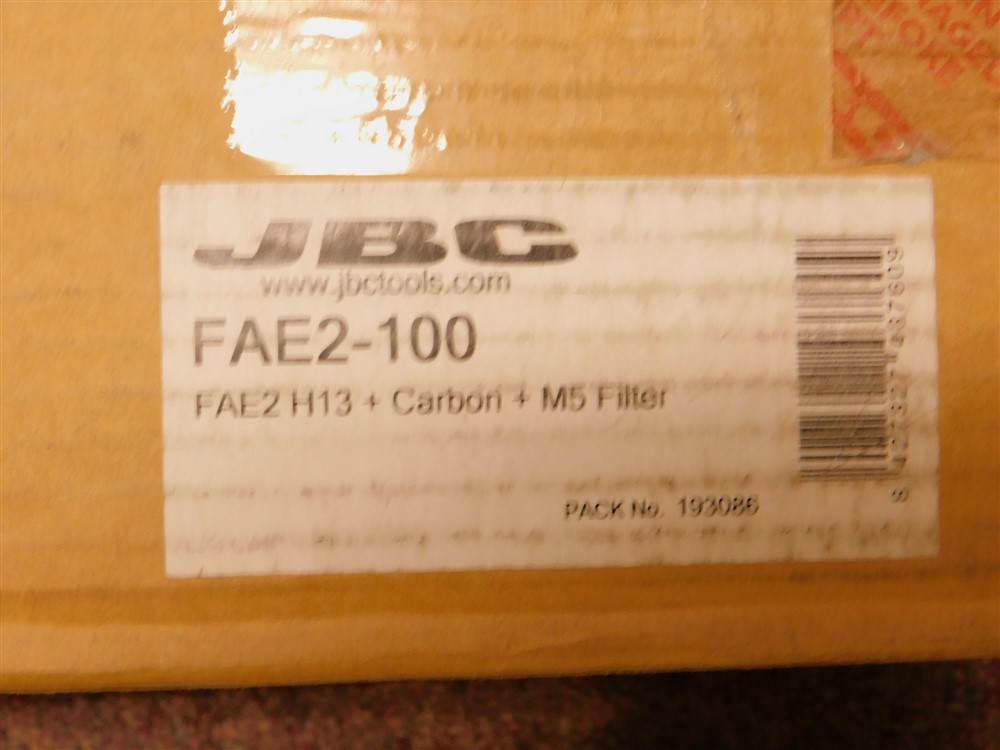 JBC
www.jbctools.com
FAE2-100
FAE2 H13 + Carbon + M5 Filter
PACK No. 193086